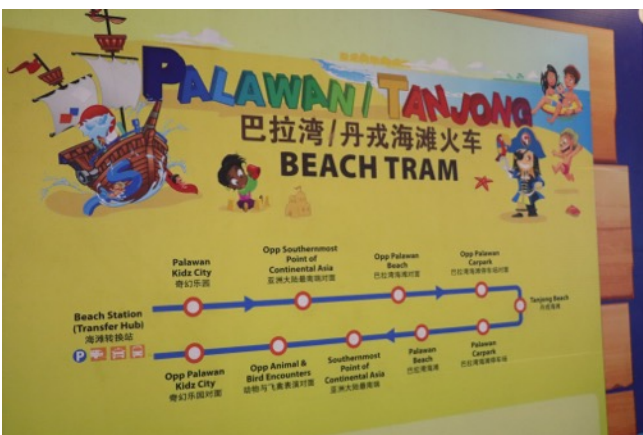 PALAWAN / TANJONG
巴拉湾/丹戎海滩火车
BEACH TRAM
Palawan
Kidz City
奇幻乐园
Opp Southernmost
Point of
Continental Asia
亚洲大陆最南端对面
Opp Palawan
Beach
巴拉湾海滩对面
Opp Palawan
Carpark
巴拉湾海滩停车场对面
Beach Station
(Transfer Hub)
海滩转换站
P
Tanjong Beach
丹戎海滩
Opp Palawan
Kidz City
奇幻乐园对面
Opp Animal &
Bird Encounters
动物与飞禽表演对面
Southernmost
Point of
Continental Asia
亚洲大陆最南端
Palawan
Beach
巴拉湾海滩
Palawan
Carpark
巴拉湾海滩停车场